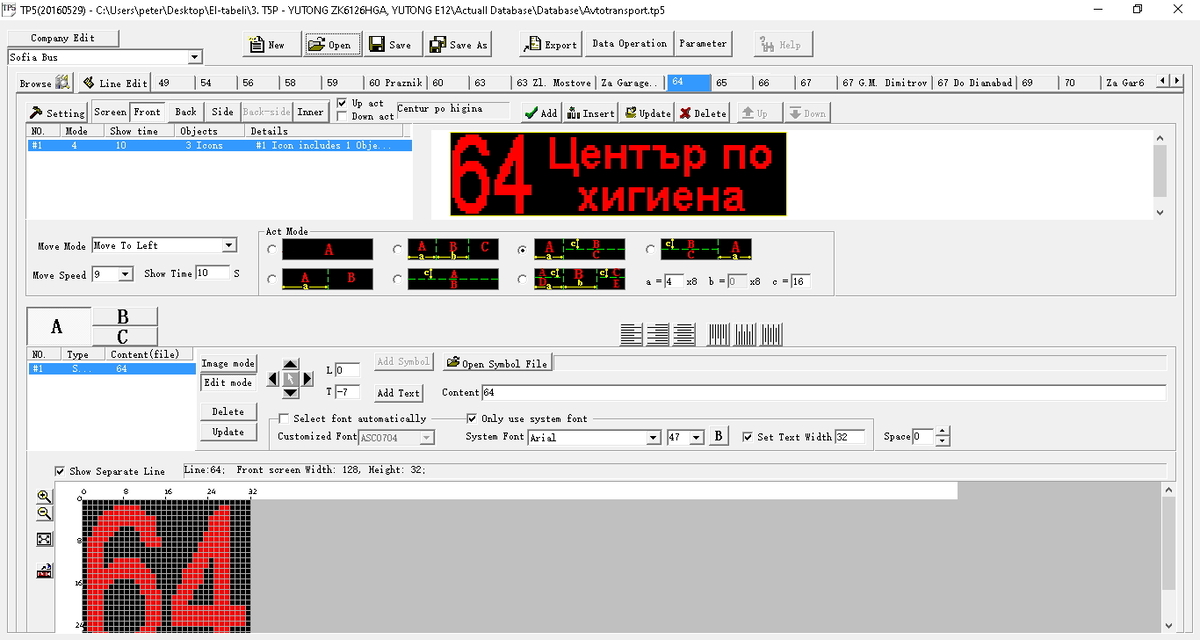 TP5(20160529) - C:\Users\peter\Desktop\El-tabeli\3. T5P - YUTONG ZK6126HGA, YUTONG E12\Actuall Database\Database\Avtotransport.tp5
Company Edit
Sofia Bus
New Open Save Save As Export Data Operation Parameter Help
Browse Line Edit 49 54 56 58 59 60 Praznik 60 63 63 Zl. Mostove Za Garage.. 64 65 66 67 67 G.M. Dimitrov 67 Do Dianabad 69 70 Za Gar6
Setting Screen Front Back Side Back-side Inner Up act Centur po higina Add Insert Update Delete Up Down
Down act
NO. Mode Show time Objects Details
#1 4 10 3 Icons #1 Icon includes 1 Obje...
64 Център по
хигиена
Act Mode
Move Mode Move To Left
A A B C a b A c B C a c B C A a
Move Speed 9 Show Time 10 S
A B a c A B A D c B b c C E a
a = 4 x8 b = 0 x8 c = 16
A B
C
NO. Type Content(file)
#1 S... 64
Image mode
Edit mode
Delete
Update
L 0
T -7
Add Symbol Open Symbol File
Add Text Content 64
Select font automatically Only use system font
Customized Font ASC0704 System Font Arial 47 B Set Text Width 32 Space 0
Show Separate Line Line:64; Front screen Width: 128, Height: 32;
0 8 16 24 32
0
8
16
24
64